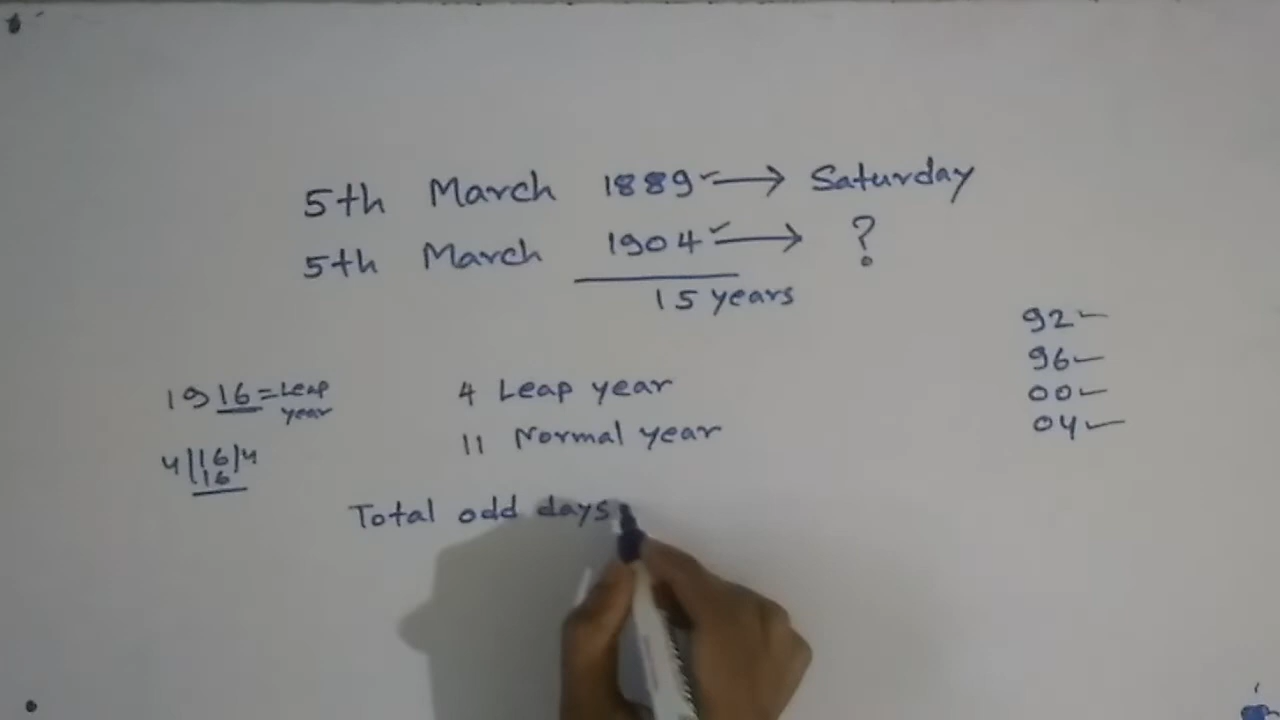 5th March 1889 → Saturday
5th March 1904 → ?
15 years
92
96
00
04
1916 = Leap year
4 Leap year
11 Normal year
4|16|4
16
Total odd days